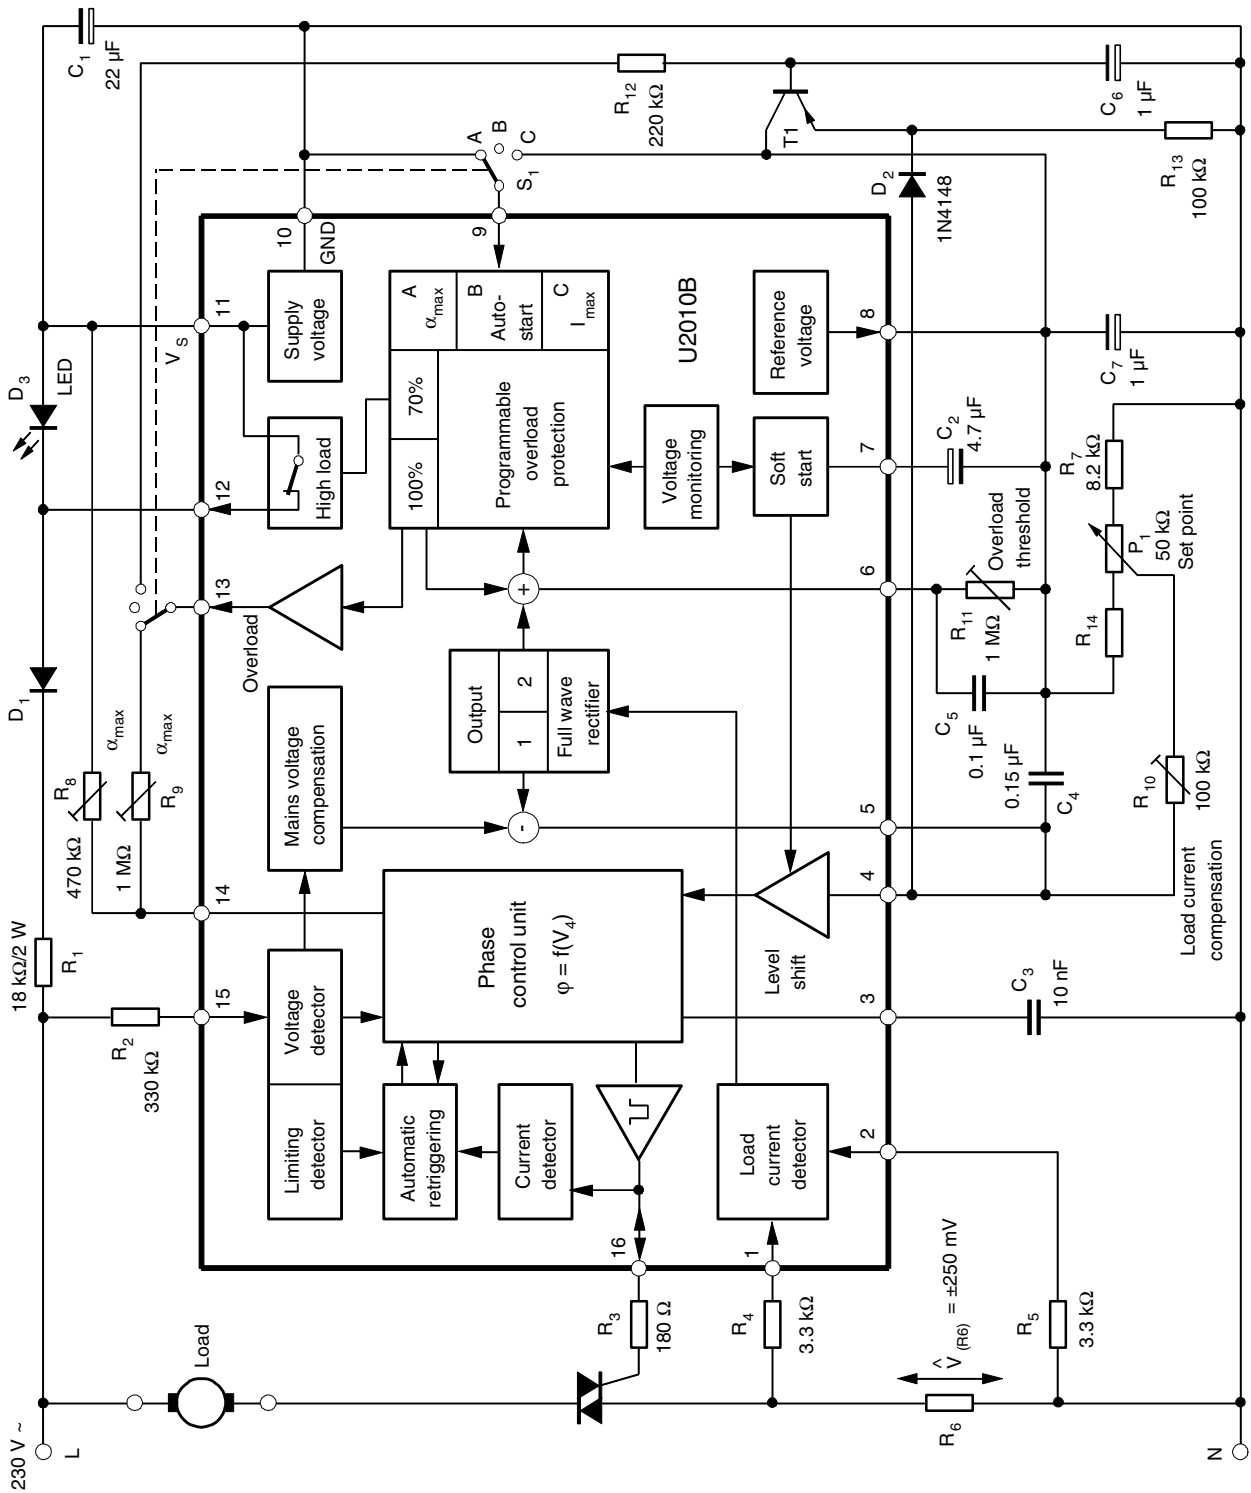 230 V ~
L
Load
R3
180 Ω
R4
3.3 kΩ
V̂(R6) = ±250 mV
R6
R5
3.3 kΩ
N
18 kΩ/2 W
R1
R2
330 kΩ
D1
D3
LED
C1
22 µF
R8
470 kΩ
αmax
R9
1 MΩ
αmax
15
14
13
12
11
VS
10
GND
Limiting
detector
Voltage
detector
Mains voltage
compensation
Overload
High load
Supply
voltage
Automatic
retriggering
Current
detector
Phase
control unit
φ = f(V4)
-
Output
1
2
Full wave
rectifier
+
100%
70%
Programmable
overload
protection
A
αmax
B
Auto-
start
C
Imax
U2010B
9
S1
A
B
C
16
1
Load
current
detector
Level
shift
Voltage
monitoring
Soft
start
Reference
voltage
2
3
4
5
6
7
8
C3
10 nF
Load current
compensation
R10
100 kΩ
C4
0.15 µF
C5
0.1 µF
R11
1 MΩ
Overload
threshold
R14
P1
50 kΩ
Set point
R7
8.2 kΩ
C2
4.7 µF
C7
1 µF
D2
1N4148
T1
R12
220 kΩ
R13
100 kΩ
C6
1 µF